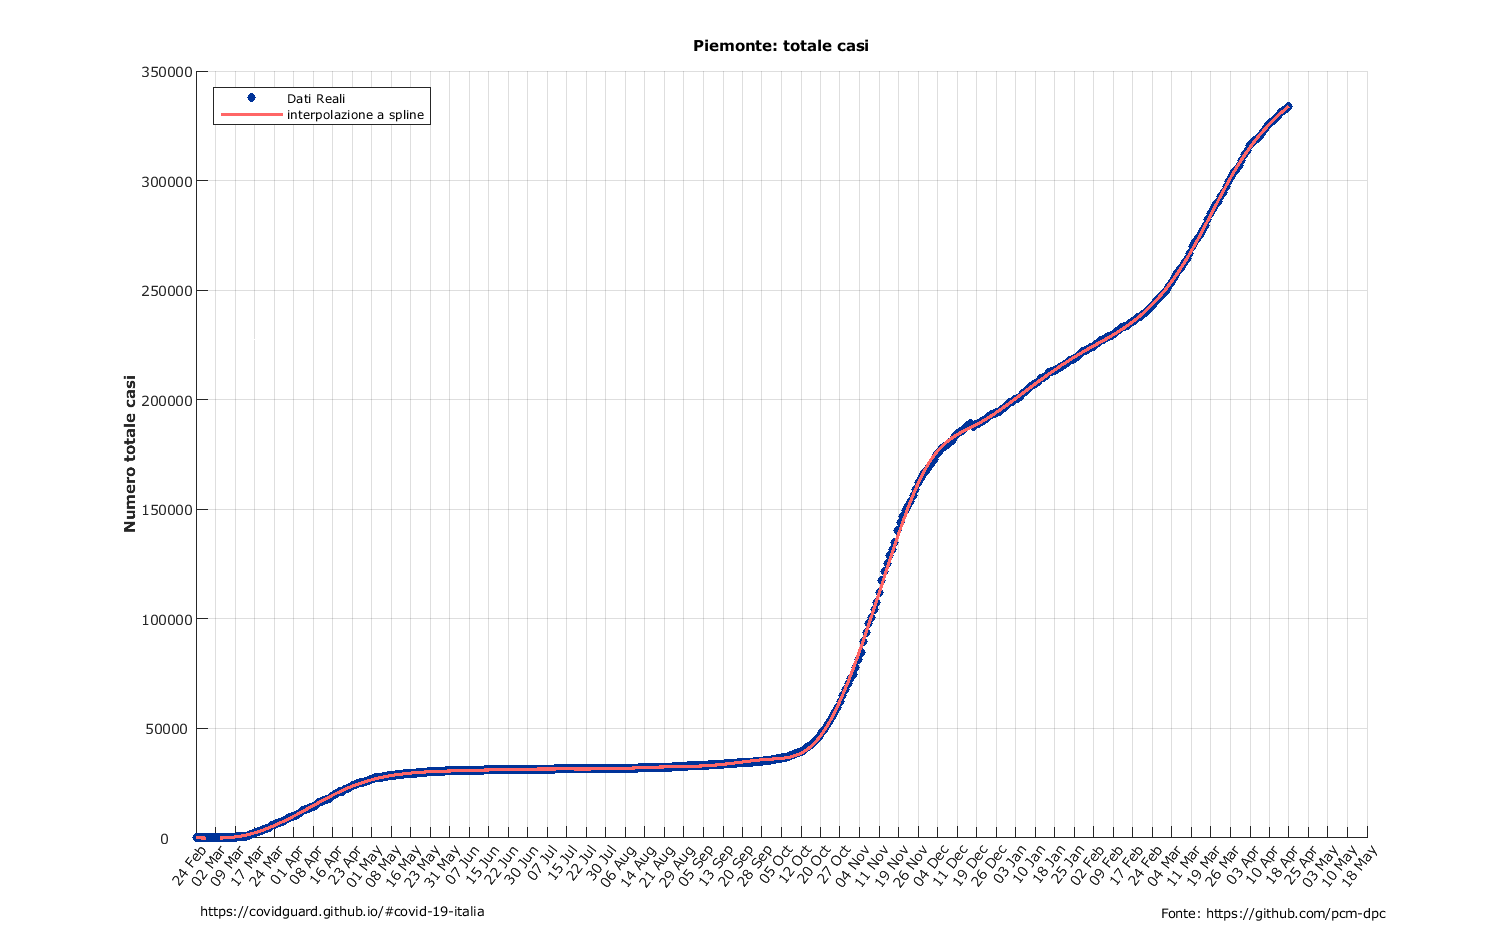 Piemonte: totale casi
350000
300000
250000
200000
150000
100000
50000
0
Numero totale casi
Dati Reali
interpolazione a spline
24 Feb
02 Mar
09 Mar
17 Mar
24 Mar
01 Apr
08 Apr
16 Apr
23 Apr
01 May
08 May
16 May
23 May
31 May
07 Jun
15 Jun
22 Jun
30 Jun
07 Jul
15 Jul
22 Jul
30 Jul
06 Aug
14 Aug
21 Aug
29 Aug
05 Sep
13 Sep
20 Sep
28 Sep
05 Oct
12 Oct
20 Oct
27 Oct
04 Nov
11 Nov
19 Nov
26 Nov
04 Dec
11 Dec
19 Dec
26 Dec
03 Jan
10 Jan
18 Jan
25 Jan
02 Feb
09 Feb
17 Feb
24 Feb
04 Mar
11 Mar
19 Mar
26 Mar
03 Apr
10 Apr
18 Apr
25 Apr
03 May
10 May
18 May
https://covidguard.github.io/#covid-19-italia
Fonte: https://github.com/pcm-dpc